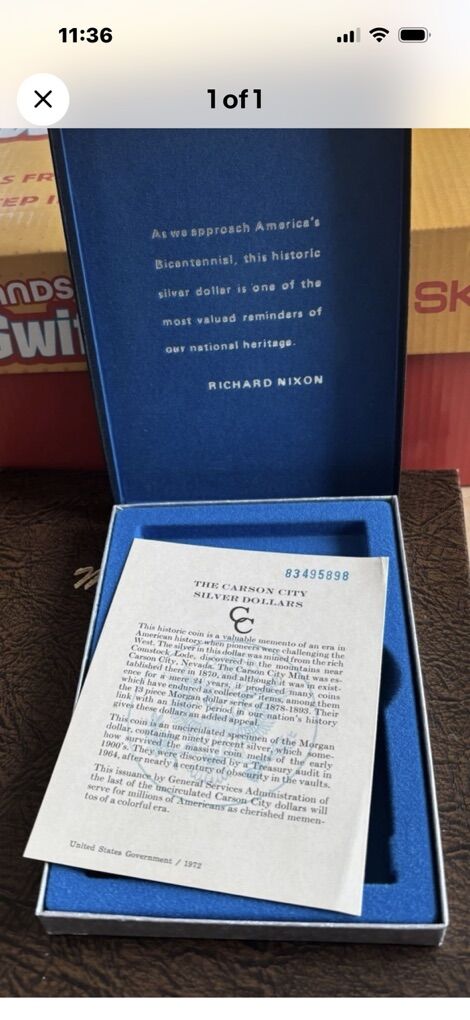 11:36
1 of 1
S FR
EP I
ANDS
Swi
SK
As we approach America's
Bicentennial, this historic
silver dollar is one of the
most valued reminders of
our national heritage.
RICHARD NIXON
83495898
THE CARSON CITY
SILVER DOLLARS
CC
This historic coin is a valuable memento of an era in
American history when pioneers were challenging the
West. The silver in this dollar was mined from the rich
Comstock Lode, discovered in the mountains near
Carson City, Nevada. The Carson City Mint was es-
tablished there in 1870, and although it was in exist-
ence for a mere 24 years, it produced many coins
which have endured as collectors' items, among them
the 13 piece Morgan dollar series of 1878-1893. Their
link with an historic period in our nation's history
gives these dollars an added appeal.
This coin is an uncirculated specimen of the Morgan
dollar, containing ninety percent silver, which some-
how survived the massive coin melts of the early
1900's. They were discovered by a Treasury audit in
1964, after nearly a century of obscurity in the vaults.
This issuance by General Services Administration of
the last of the uncirculated Carson City dollars will
serve for millions of Americans as cherished memen-
tos of a colorful era.
United States Government / 1972